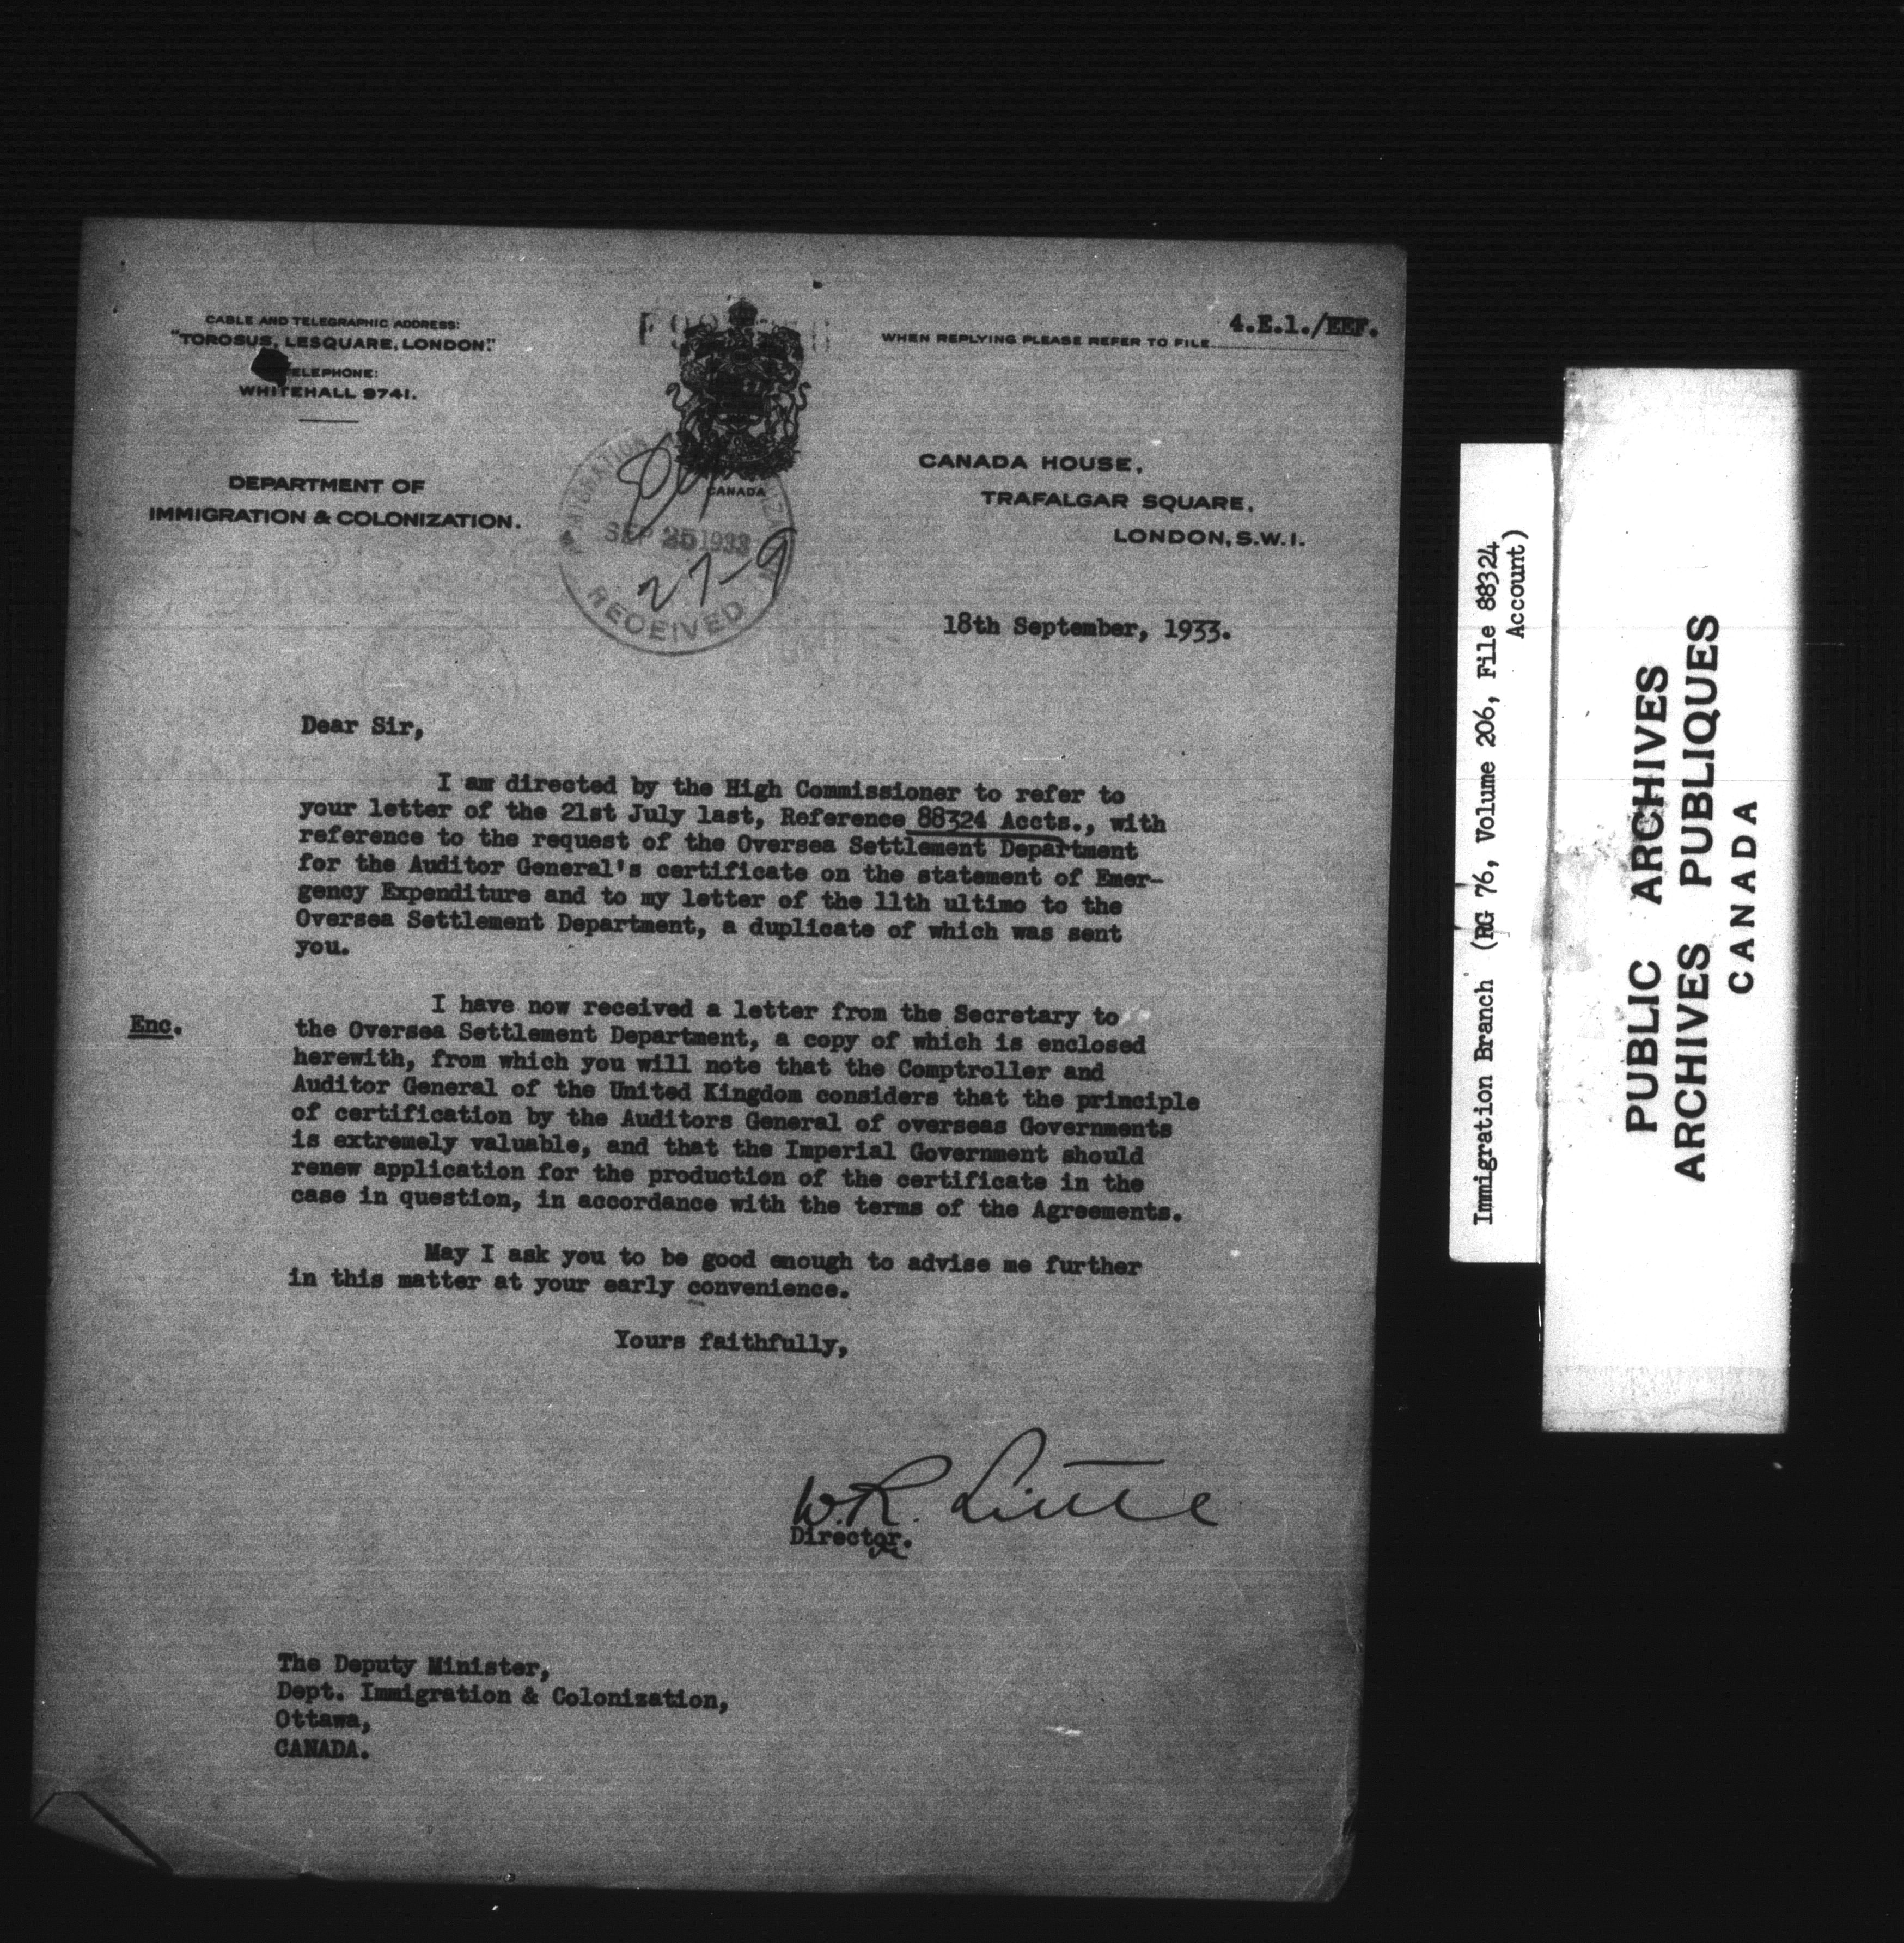 CABLE AND TELEGRAPHIC ADDRESS:
"TOROSUS, LESQUARE, LONDON."
TELEPHONE:
WHITEHALL 9741.
DEPARTMENT OF
IMMIGRATION & COLONIZATION.
CANADA
SEP 25 1933
27-9
RECEIVED
WHEN REPLYING PLEASE REFER TO FILE 4.E.1./EEF.
CANADA HOUSE,
TRAFALGAR SQUARE,
LONDON, S.W.1.
18th September, 1933.
Dear Sir,
I am directed by the High Commissioner to refer to
your letter of the 21st July last, Reference 88324 Accts., with
reference to the request of the Oversea Settlement Department
for the Auditor General's certificate on the statement of Emer-
gency Expenditure and to my letter of the 11th ultimo to the
Oversea Settlement Department, a duplicate of which was sent
you.
Enc.
I have now received a letter from the Secretary to
the Oversea Settlement Department, a copy of which is enclosed
herewith, from which you will note that the Comptroller and
Auditor General of the United Kingdom considers that the principle
of certification by the Auditors General of overseas Governments
is extremely valuable, and that the Imperial Government should
renew application for the production of the certificate in the
case in question, in accordance with the terms of the Agreements.
May I ask you to be good enough to advise me further
in this matter at your early convenience.
Yours faithfully,
W.R. Little
Director.
The Deputy Minister,
Dept. Immigration & Colonization,
Ottawa,
CANADA.
Immigration Branch (RG 76, Volume 206, File 88324
Account)
PUBLIC ARCHIVES
ARCHIVES PUBLIQUES
CANADA